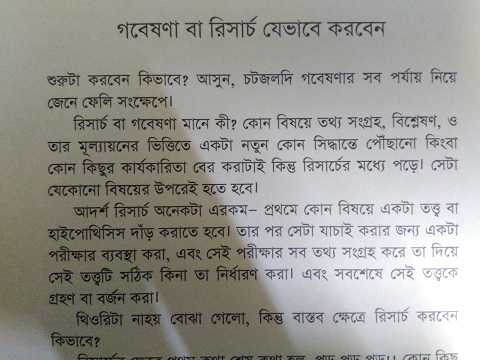 গবেষণা বা রিসার্চ যেভাবে করবেন
শুরুটা করবেন কিভাবে? আসুন, চটজলদি গবেষণার সব পর্যায় নিয়ে
জেনে ফেলি সংক্ষেপে।
রিসার্চ বা গবেষণা মানে কী? কোন বিষয়ে তথ্য সংগ্রহ, বিশ্লেষণ, ও
তার মূল্যায়নের ভিত্তিতে একটা নতুন কোন সিদ্ধান্তে পৌঁছানো কিংবা
কোন কিছুর কার্যকারিতা বের করাটাই কিন্তু রিসার্চের মধ্যে পড়ে। সেটা
যেকোনো বিষয়ের উপরেই হতে হবে।
আদর্শ রিসার্চ অনেকটা এরকম– প্রথমে কোন বিষয়ে একটা তত্ত্ব বা
হাইপোথিসিস দাঁড় করাতে হবে। তার পর সেটা যাচাই করার জন্য একটা
পরীক্ষার ব্যবস্থা করা, এবং সেই পরীক্ষার সব তথ্য সংগ্রহ করে তা দিয়ে
সেই তত্ত্বটি সঠিক কিনা তা নির্ধারণ করা। এবং সবশেষে সেই তত্ত্বকে
গ্রহণ বা বর্জন করা।
থিওরিটা নাহয় বোঝা গেলো, কিন্তু বাস্তব ক্ষেত্রে রিসার্চ করবেন
কিভাবে?